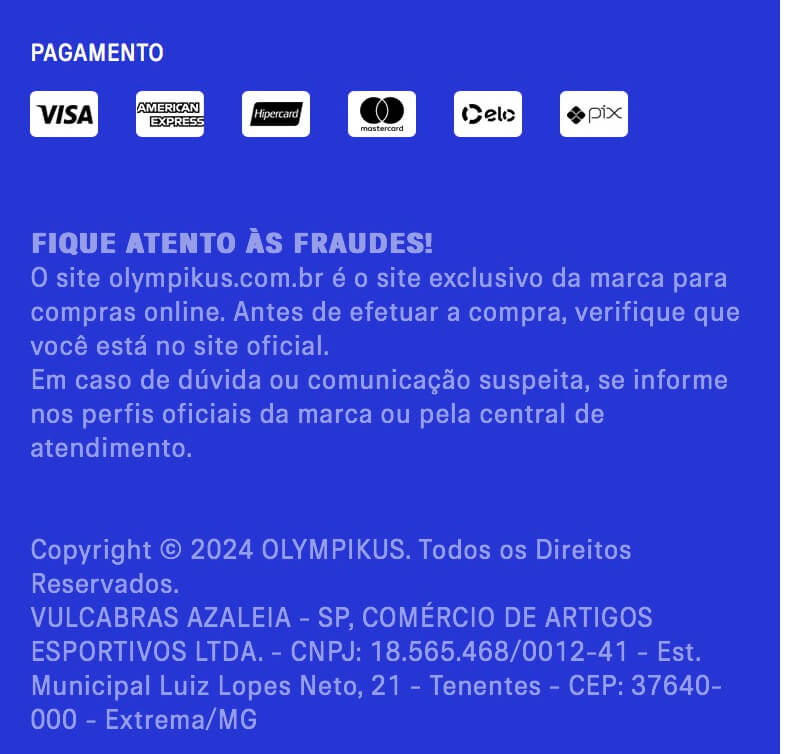 PAGAMENTO
VISA AMERICAN EXPRESS Hipercard mastercard elo pix
FIQUE ATENTO ÀS FRAUDES!
O site olympikus.com.br é o site exclusivo da marca para
compras online. Antes de efetuar a compra, verifique que
você está no site oficial.
Em caso de dúvida ou comunicação suspeita, se informe
nos perfis oficiais da marca ou pela central de
atendimento.
Copyright © 2024 OLYMPIKUS. Todos os Direitos
Reservados.
VULCABRAS AZALEIA - SP, COMÉRCIO DE ARTIGOS
ESPORTIVOS LTDA. - CNPJ: 18.565.468/0012-41 - Est.
Municipal Luiz Lopes Neto, 21 - Tenentes - CEP: 37640-
000 - Extrema/MG